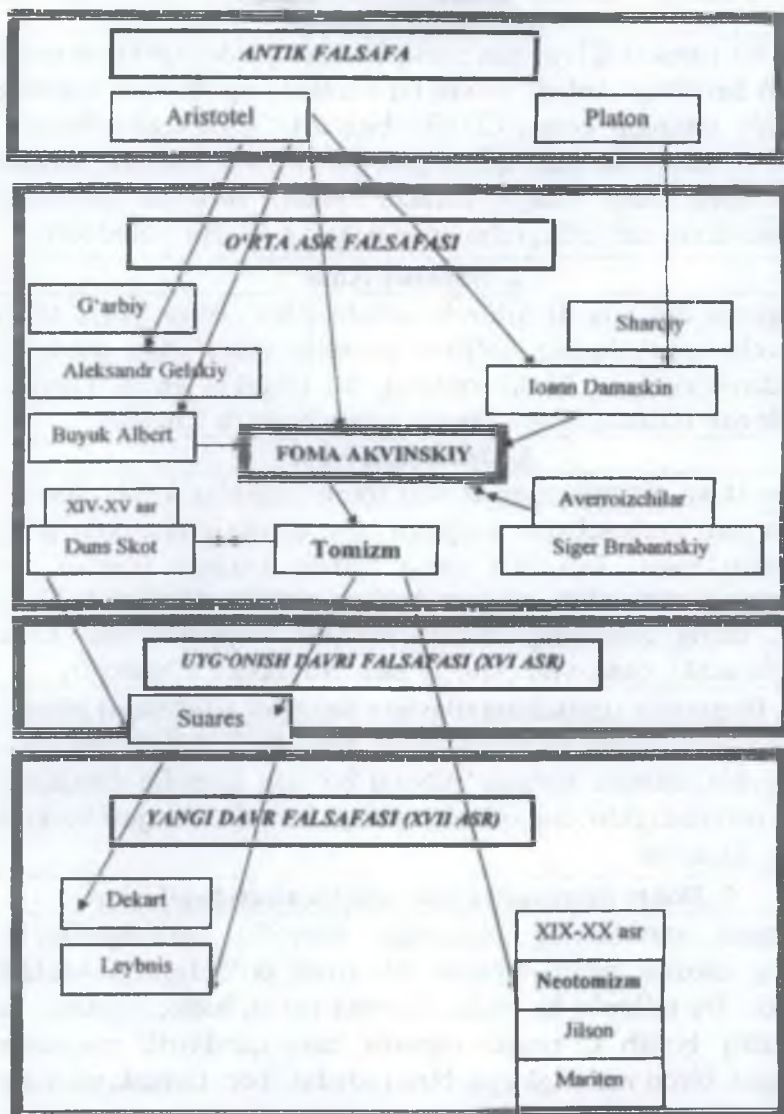 ANTIK FALSAFA
Aristotel
Platon
O‘RTA ASR FALSAFASI
G‘arbiy
Sharqiy
Aleksandr Gelskiy
Ioann Damaskin
Buyuk Albert
FOMA AKVINSKIY
XIV-XV asr
Averroizchilar
Duns Skot
Tomizm
Siger Brabantskiy
UYG‘ONISH DAVRI FALSAFASI (XVI ASR)
Suares
YANGI DAVR FALSAFASI (XVII ASR)
Dekart
Leybnis
XIX-XX asr
Neotomizm
Jilson
Mariten